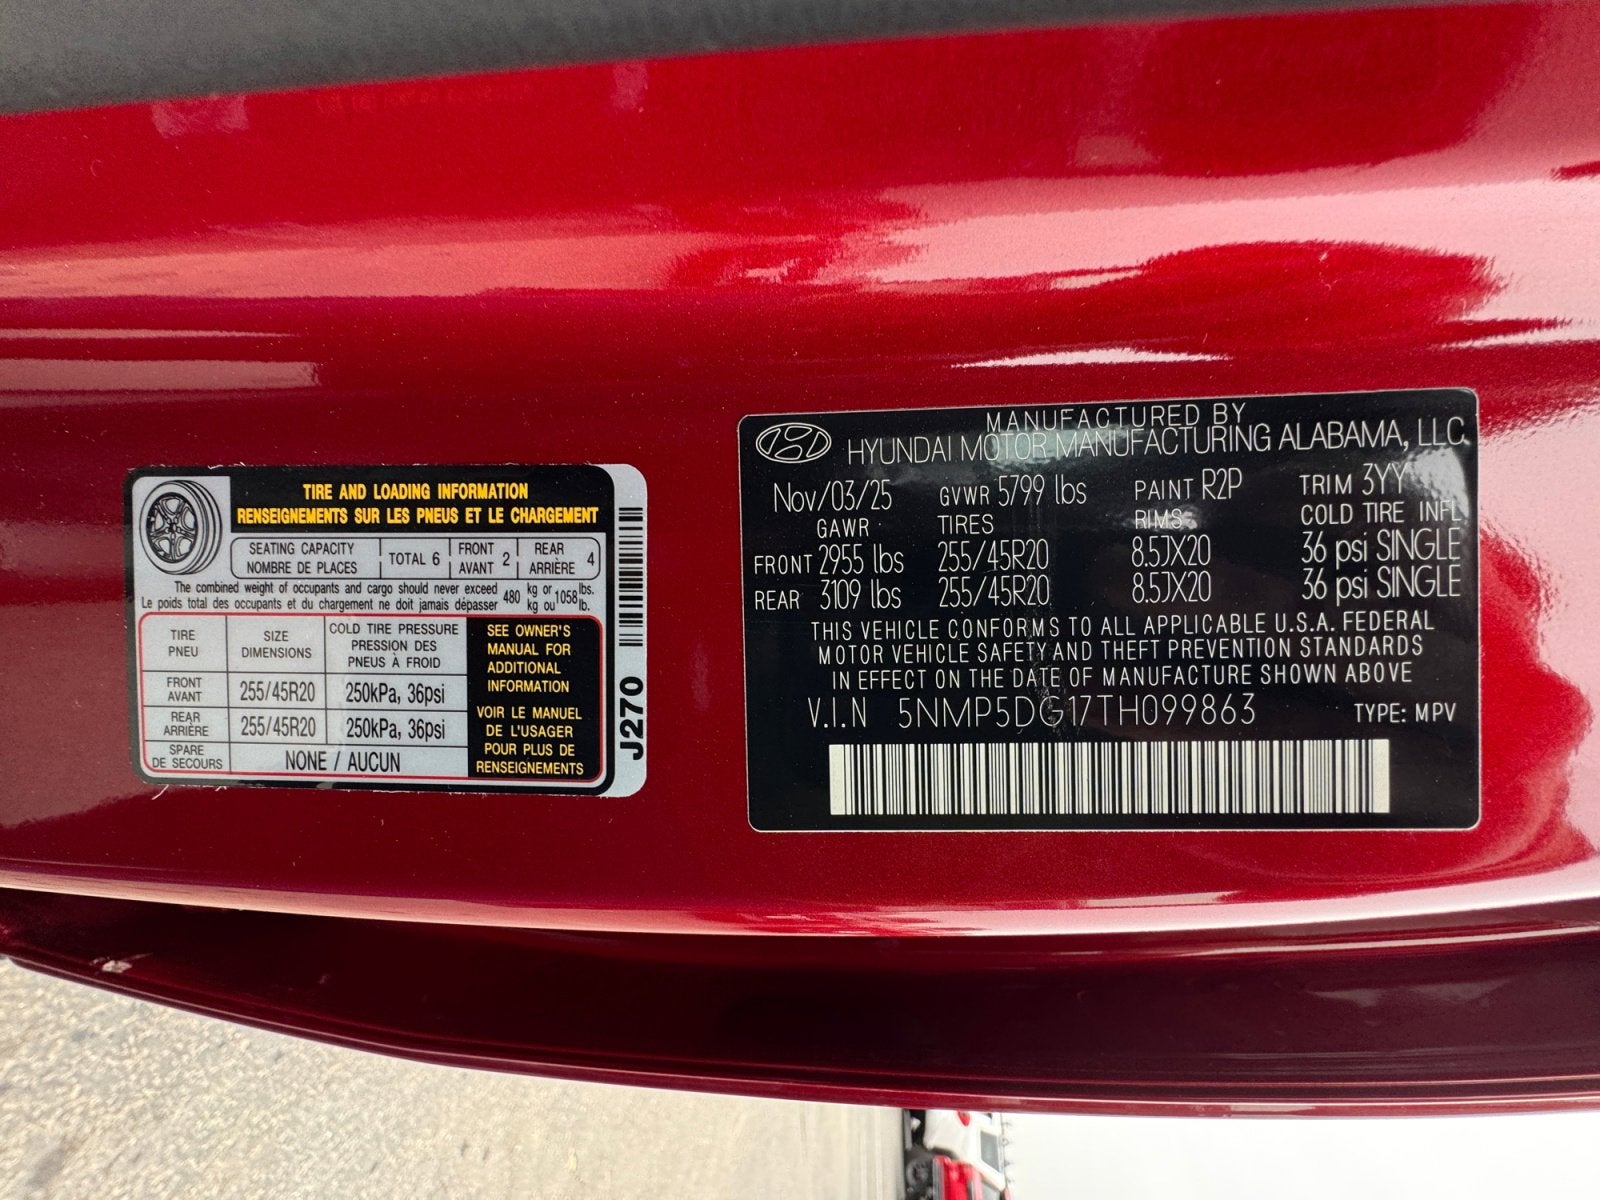 TIRE AND LOADING INFORMATION
RENSEIGNEMENTS SUR LES PNEUS ET LE CHARGEMENT
SEATING CAPACITY
NOMBRE DE PLACES
TOTAL 6
FRONT
AVANT 2
REAR
ARRIÈRE 4
The combined weight of occupants and cargo should never exceed 480 kg or 1058 lbs.
Le poids total des occupants et du chargement ne doit jamais dépasser kg ou lb.
TIRE
PNEU
SIZE
DIMENSIONS
COLD TIRE PRESSURE
PRESSION DES
PNEUS À FROID
FRONT
AVANT
255/45R20
250kPa, 36psi
REAR
ARRIÈRE
255/45R20
250kPa, 36psi
SPARE
DE SECOURS
NONE / AUCUN
SEE OWNER'S
MANUAL FOR
ADDITIONAL
INFORMATION
VOIR LE MANUEL
DE L'USAGER
POUR PLUS DE
RENSEIGNEMENTS
J270
MANUFACTURED BY
HYUNDAI MOTOR MANUFACTURING ALABAMA, LLC
Nov/03/25 GVWR 5799 lbs PAINT R2P TRIM 3YY
GAWR TIRES RIMS COLD TIRE INFL
FRONT 2955 lbs 255/45R20 8.5JX20 36 psi SINGLE
REAR 3109 lbs 255/45R20 8.5JX20 36 psi SINGLE
THIS VEHICLE CONFORMS TO ALL APPLICABLE U.S.A. FEDERAL
MOTOR VEHICLE SAFETY AND THEFT PREVENTION STANDARDS
IN EFFECT ON THE DATE OF MANUFACTURE SHOWN ABOVE
V.I.N 5NMP5DG17TH099863 TYPE: MPV